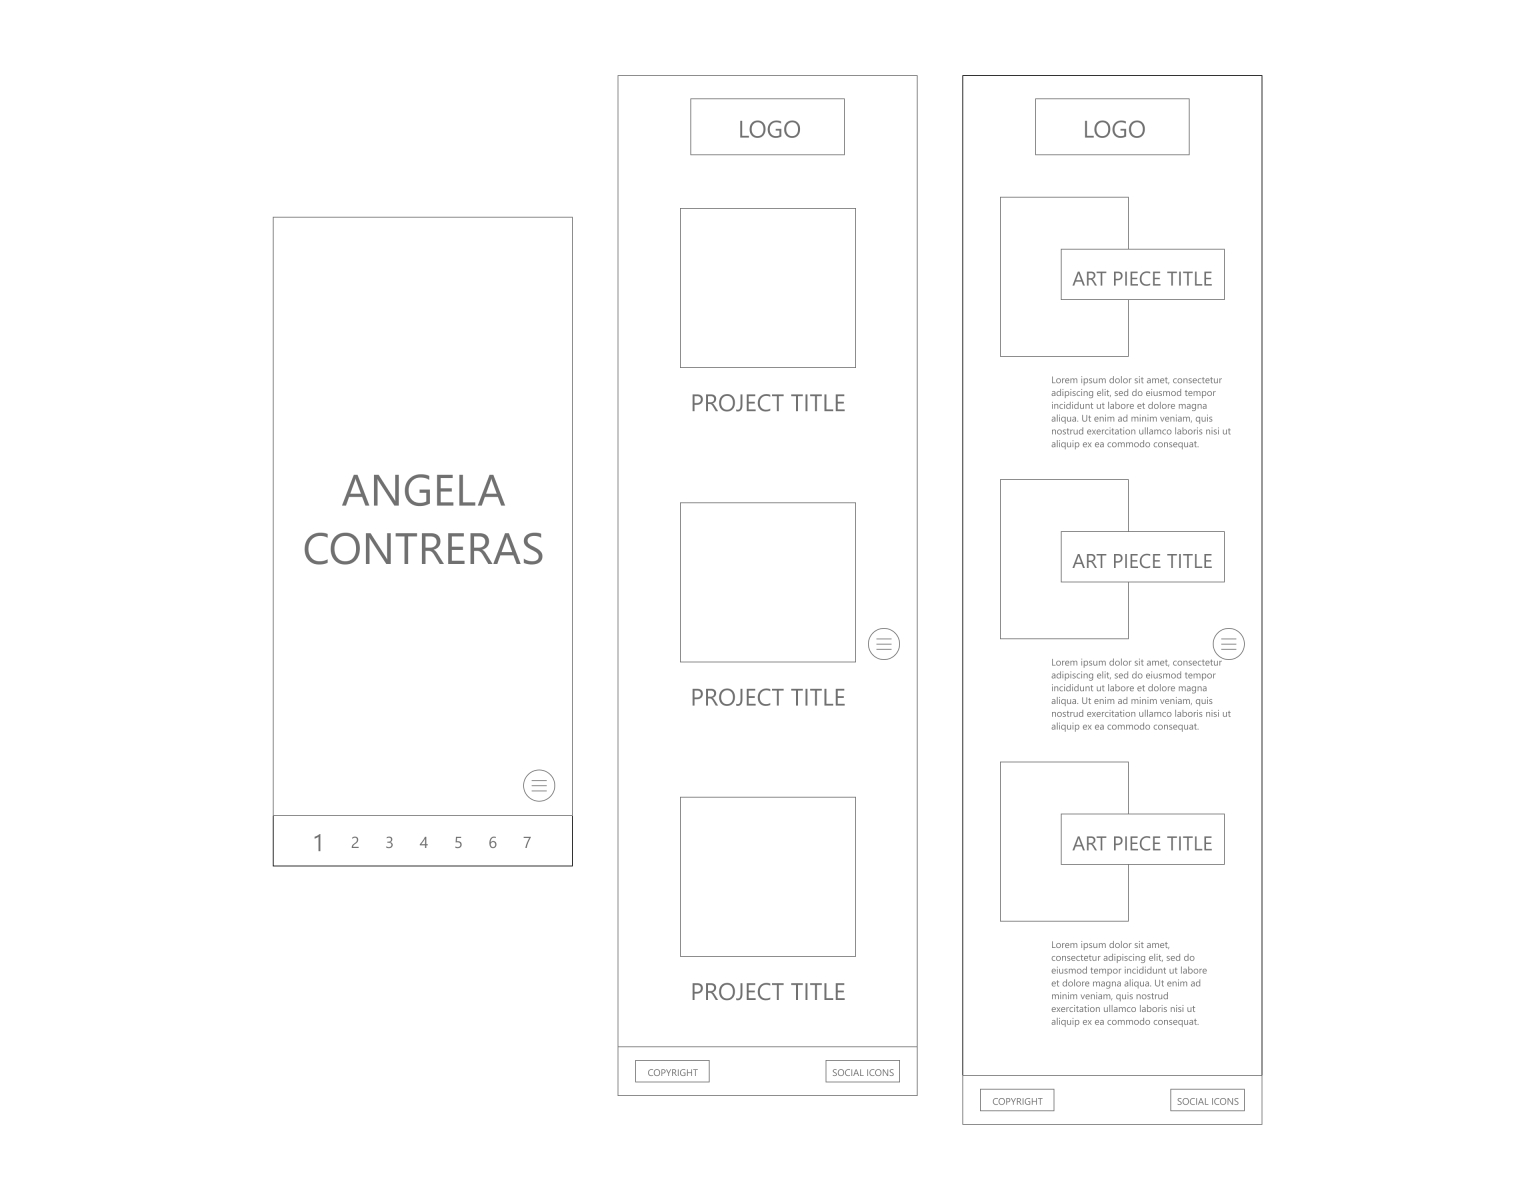 ANGELA
CONTRERAS
1 2 3 4 5 6 7
LOGO
PROJECT TITLE
PROJECT TITLE
PROJECT TITLE
COPYRIGHT
SOCIAL ICONS
LOGO
ART PIECE TITLE
Lorem ipsum dolor sit amet, consectetur
adipiscing elit, sed do eiusmod tempor
incididunt ut labore et dolore magna
aliqua. Ut enim ad minim veniam, quis
nostrud exercitation ullamco laboris nisi ut
aliquip ex ea commodo consequat.
ART PIECE TITLE
Lorem ipsum dolor sit amet, consectetur
adipiscing elit, sed do eiusmod tempor
incididunt ut labore et dolore magna
aliqua. Ut enim ad minim veniam, quis
nostrud exercitation ullamco laboris nisi ut
aliquip ex ea commodo consequat.
ART PIECE TITLE
Lorem ipsum dolor sit amet,
consectetur adipiscing elit, sed do
eiusmod tempor incididunt ut labore
et dolore magna aliqua. Ut enim ad
minim veniam, quis nostrud
exercitation ullamco laboris nisi ut
aliquip ex ea commodo consequat.
COPYRIGHT
SOCIAL ICONS